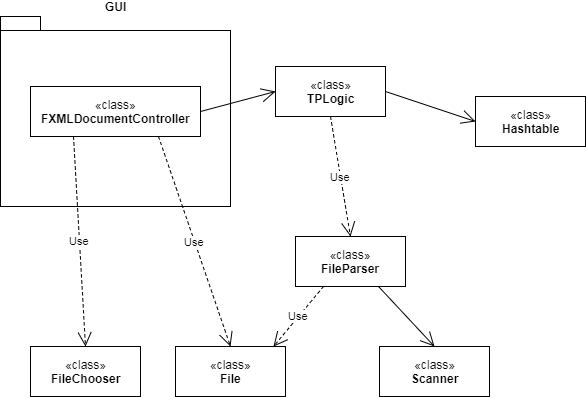 GUI
«class»
FXMLDocumentController
«class»
TPLogic
«class»
Hashtable
Use
«class»
FileParser
Use
Use
Use
«class»
FileChooser
«class»
File
«class»
Scanner